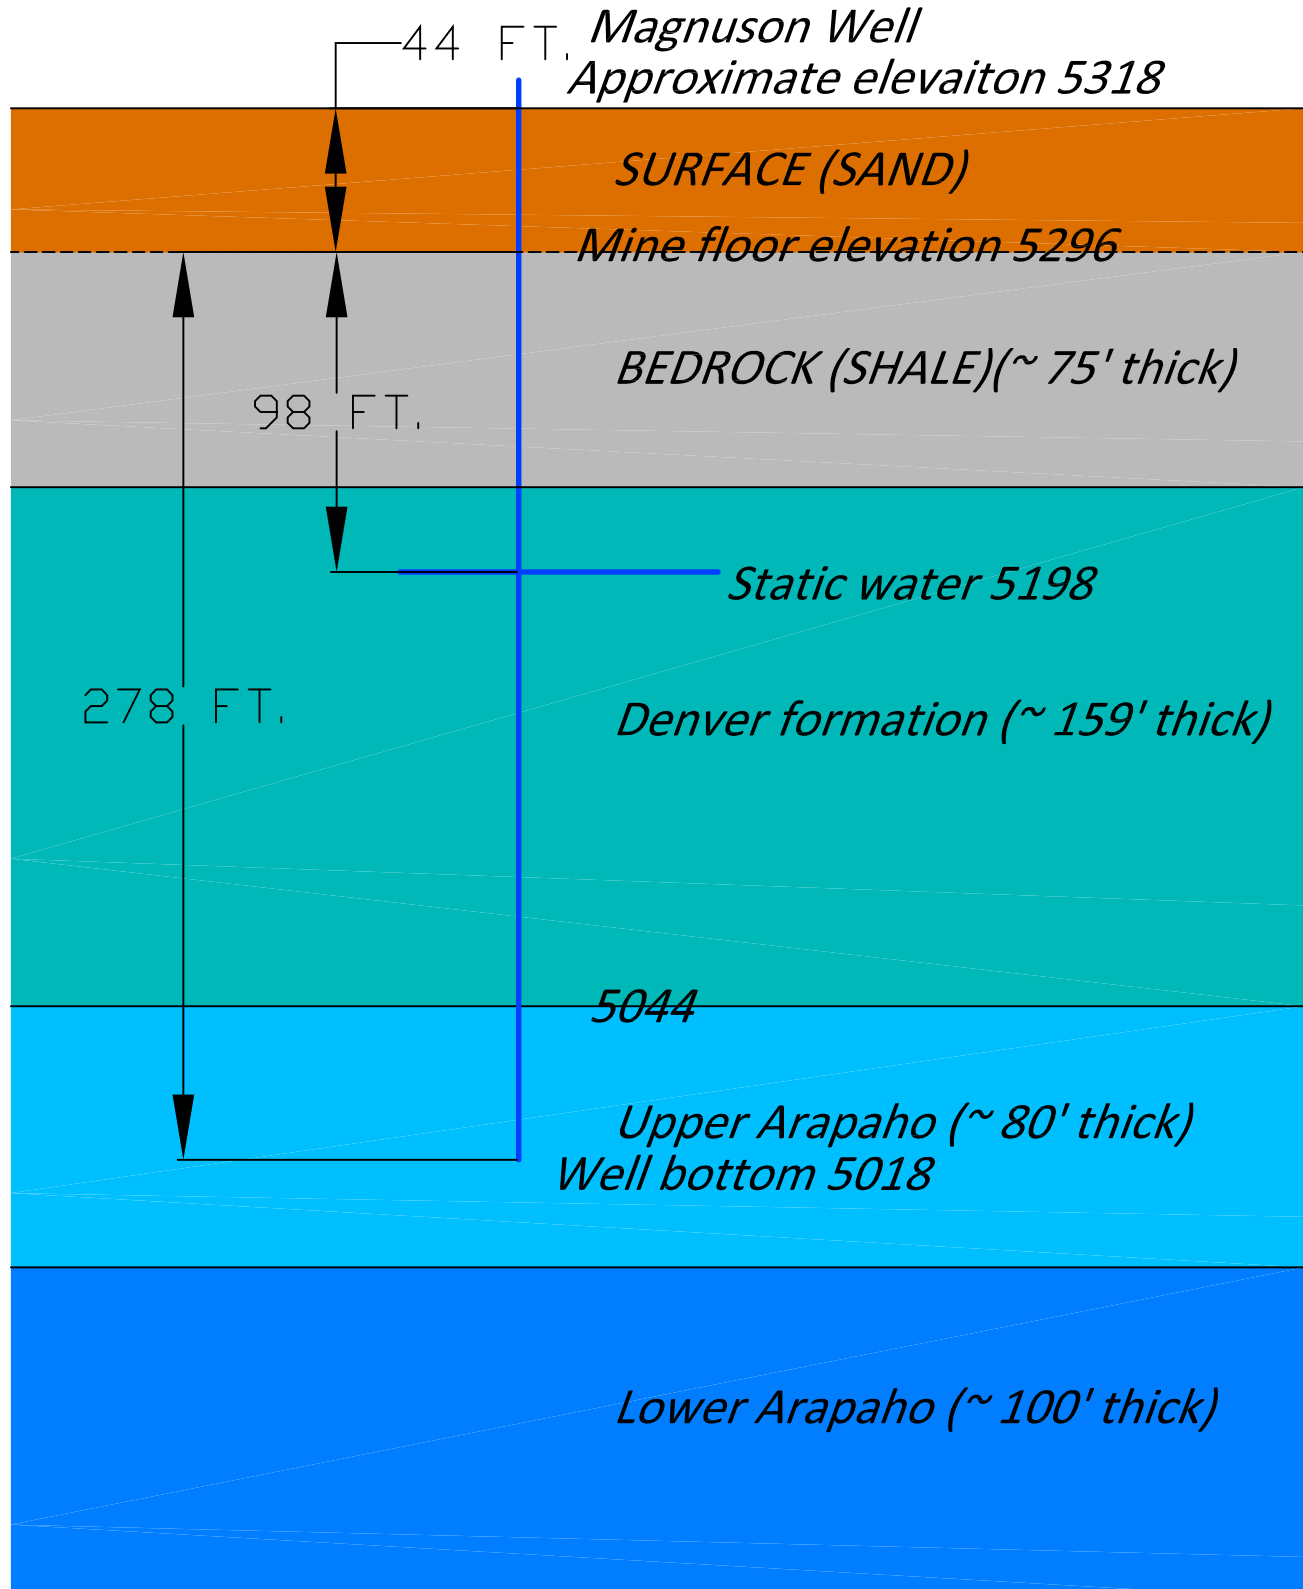 44 FT.
Magnuson Well
Approximate elevaiton 5318
SURFACE (SAND)
Mine floor elevation 5296
BEDROCK (SHALE)(~ 75' thick)
98 FT.
Static water 5198
278 FT.
Denver formation (~ 159' thick)
5044
Upper Arapaho (~ 80' thick)
Well bottom 5018
Lower Arapaho (~ 100' thick)